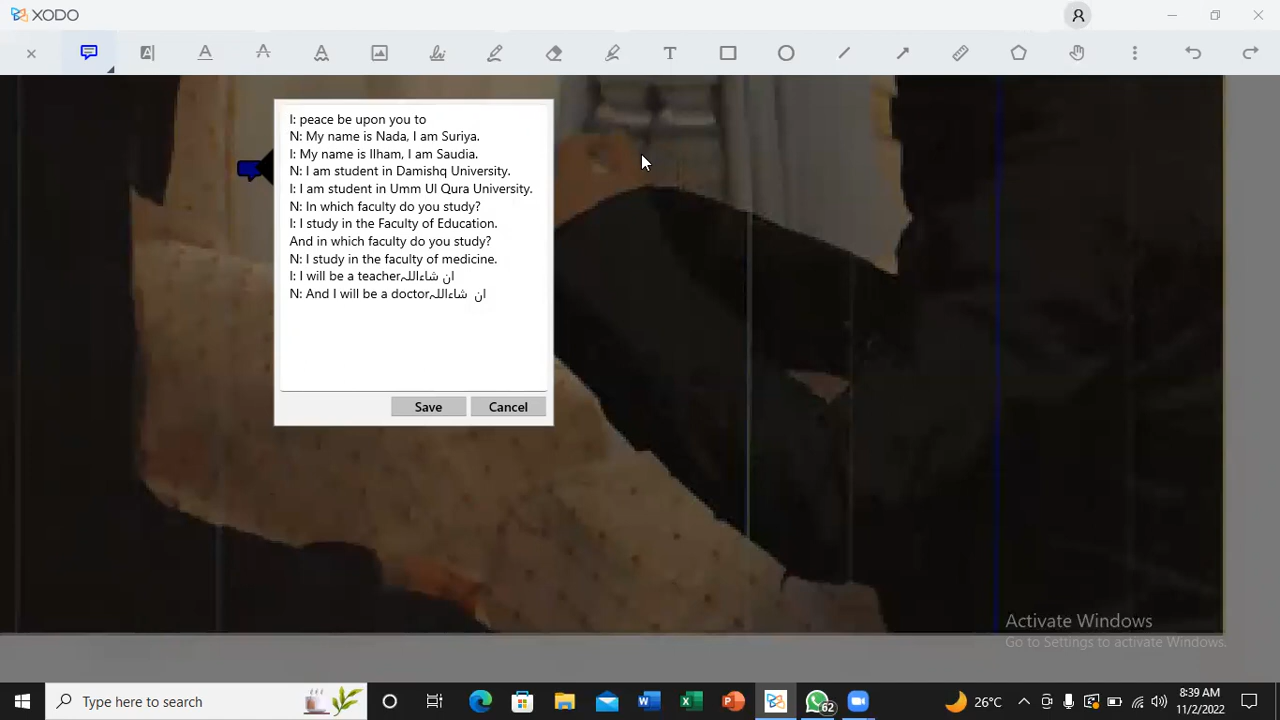 XODO
I: peace be upon you to
N: My name is Nada, I am Suriya.
I: My name is Ilham, I am Saudia.
N: I am student in Damishq University.
I: I am student in Umm Ul Qura University.
N: In which faculty do you study?
I: I study in the Faculty of Education.
And in which faculty do you study?
N: I study in the faculty of medicine.
I: I will be a teacherان شاءاللہ
N: And I will be a doctorان شاءاللہ
Save Cancel
Activate Windows
Go to Settings to activate Windows.
Type here to search
62
26°C
8:39 AM
11/2/2022